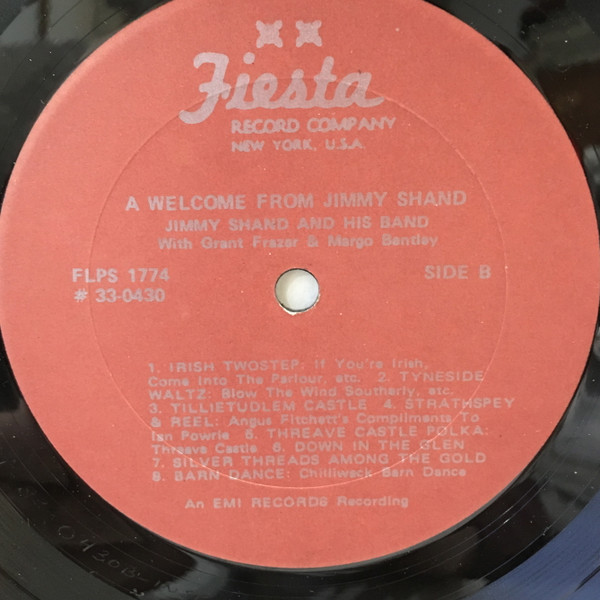 Fiesta
RECORD COMPANY
NEW YORK, U.S.A.
A WELCOME FROM JIMMY SHAND
JIMMY SHAND AND HIS BAND
With Grant Frazer & Margo Bentley
FLPS 1774
SIDE B
# 33-0430
1. IRISH TWOSTEP: If You're Irish,
Come Into The Parlour, etc. 2. TYNESIDE
WALTZ: Blow The Wind Southerly, etc.
3. TILLIETUDLEM CASTLE 4. STRATHSPEY
& REEL: Angus Fitchett's Compliments To
Ian Powrie 5. THREAVE CASTLE POLKA:
Threave Castle 6. DOWN IN THE GLEN
7. SILVER THREADS AMONG THE GOLD
8. BARN DANCE: Chilliwack Barn Dance
An EMI RECORDS Recording